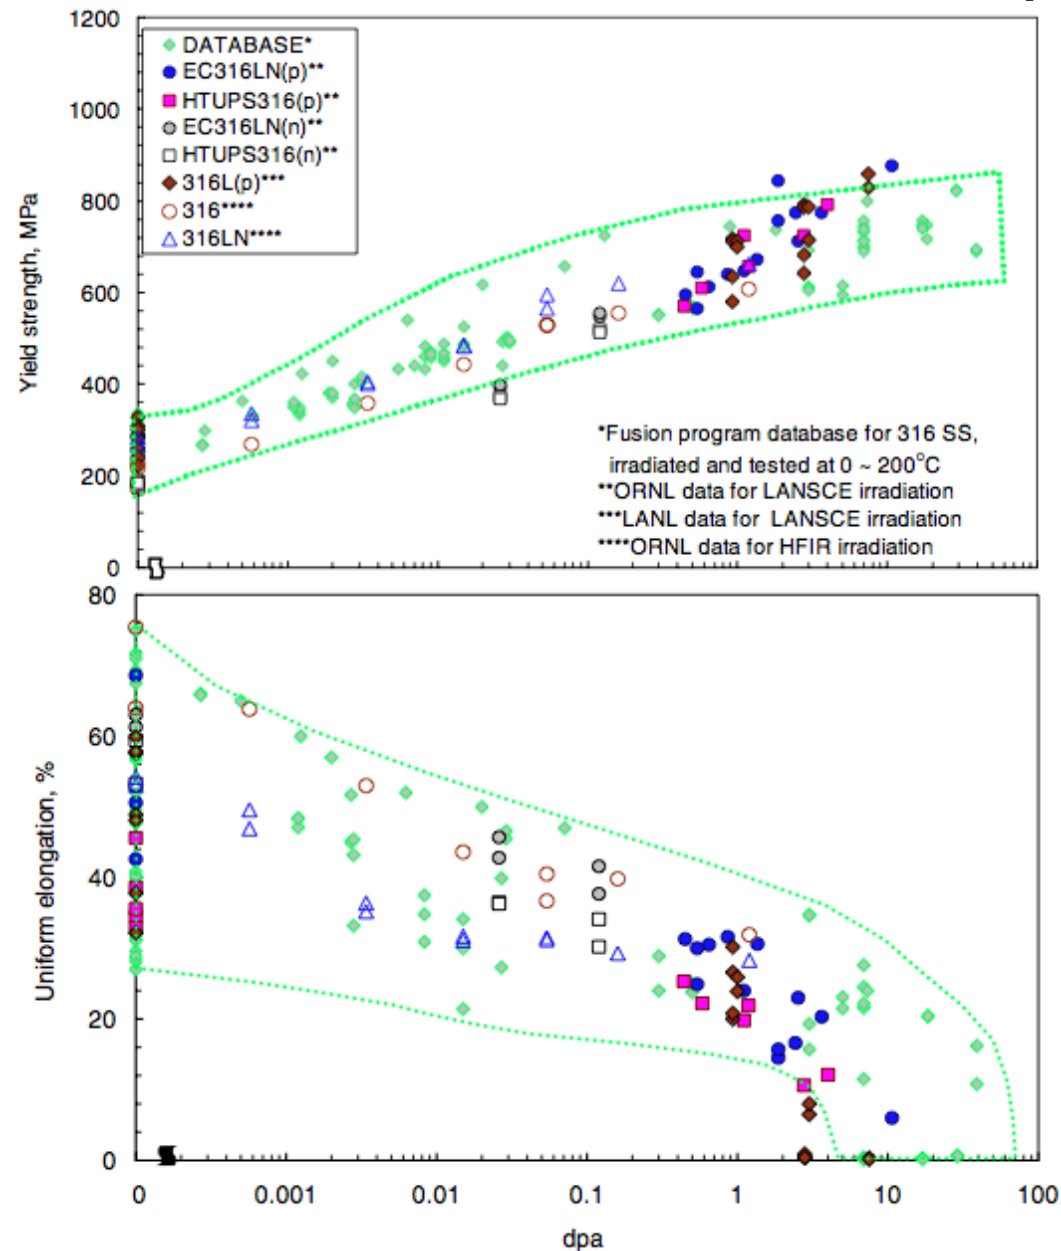 1200
1000
800
600
400
200
0
Yield strength, MPa
DATABASE*
EC316LN(p)**
HTUPS316(p)**
EC316LN(n)**
HTUPS316(n)**
316L(p)***
316****
316LN****
*Fusion program database for 316 SS,
irradiated and tested at 0 ~ 200°C
**ORNL data for LANSCE irradiation
***LANL data for LANSCE irradiation
****ORNL data for HFIR irradiation
80
60
40
20
0
Uniform elongation, %
0 0.001 0.01 0.1 1 10 100
dpa